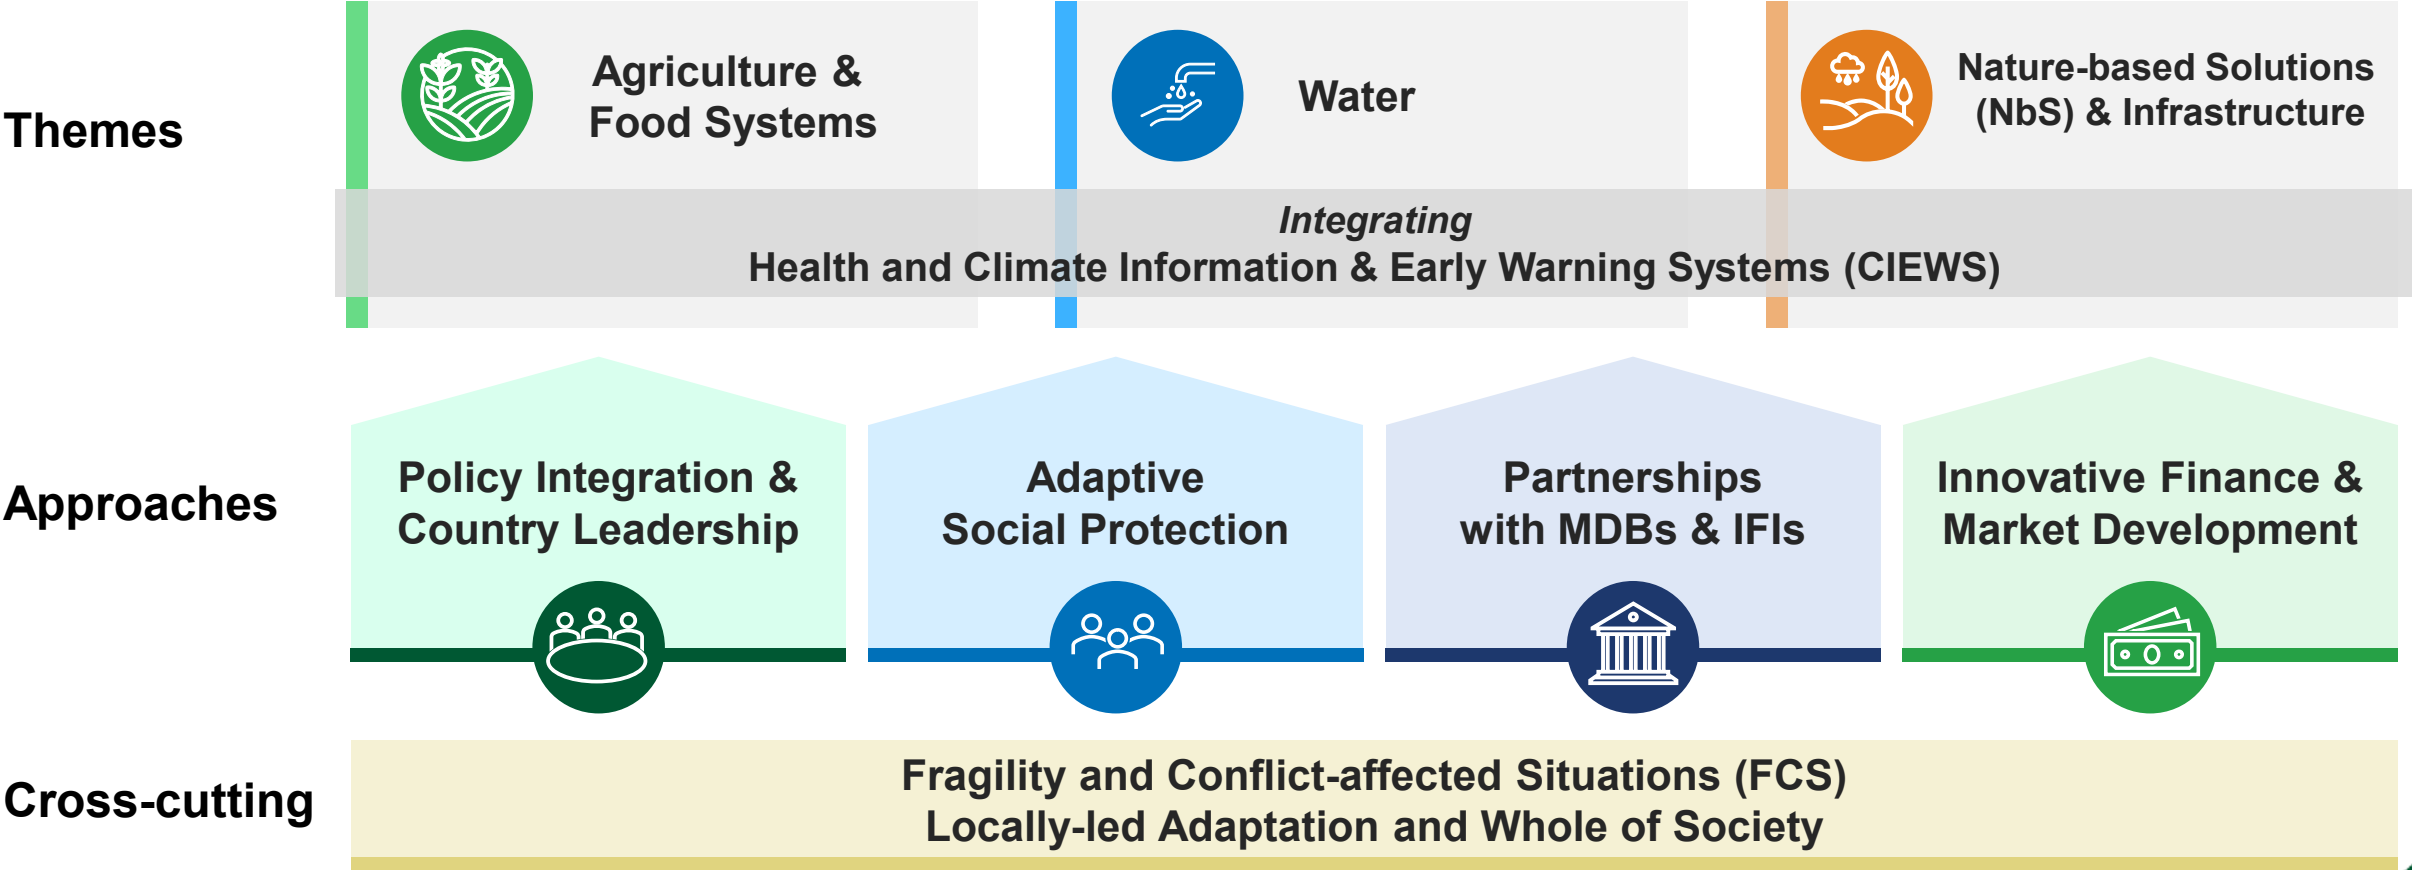 Themes
Agriculture &
Food Systems
Water
Nature-based Solutions
(NbS) & Infrastructure
Integrating
Health and Climate Information & Early Warning Systems (CIEWS)
Approaches
Policy Integration &
Country Leadership
Adaptive
Social Protection
Partnerships
with MDBs & IFIs
Innovative Finance &
Market Development
Cross-cutting
Fragility and Conflict-affected Situations (FCS)
Locally-led Adaptation and Whole of Society